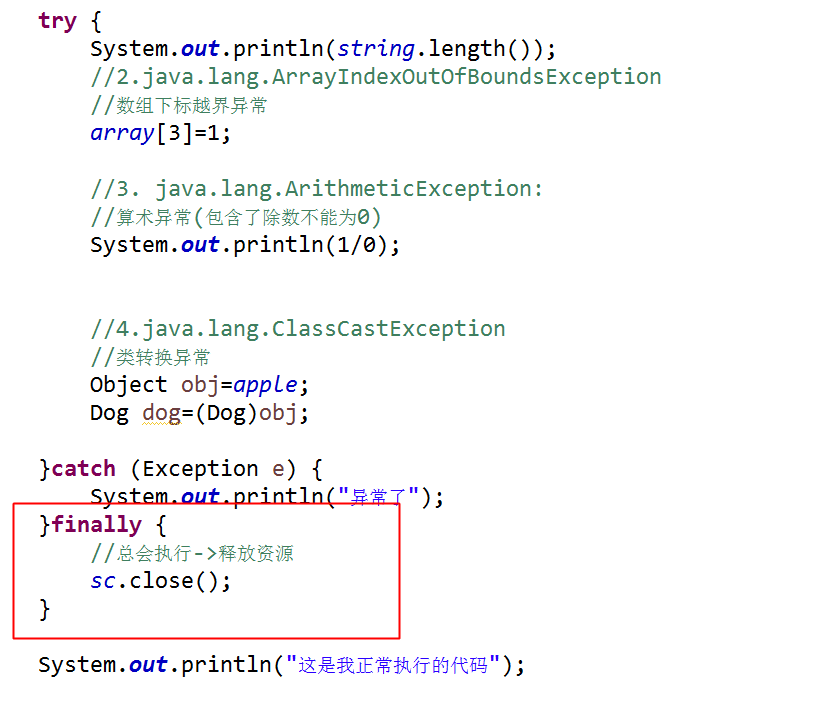 try {
System.out.println(string.length());
//2.java.lang.ArrayIndexOutOfBoundsException
//数组下标越界异常
array[3]=1;
//3. java.lang.ArithmeticException:
//算术异常(包含了除数不能为0)
System.out.println(1/0);
//4.java.lang.ClassCastException
//类转换异常
Object obj=apple;
Dog dog=(Dog)obj;
}catch (Exception e) {
System.out.println("异常了");
}finally {
//总会执行->释放资源
sc.close();
}
System.out.println("这是我正常执行的代码");